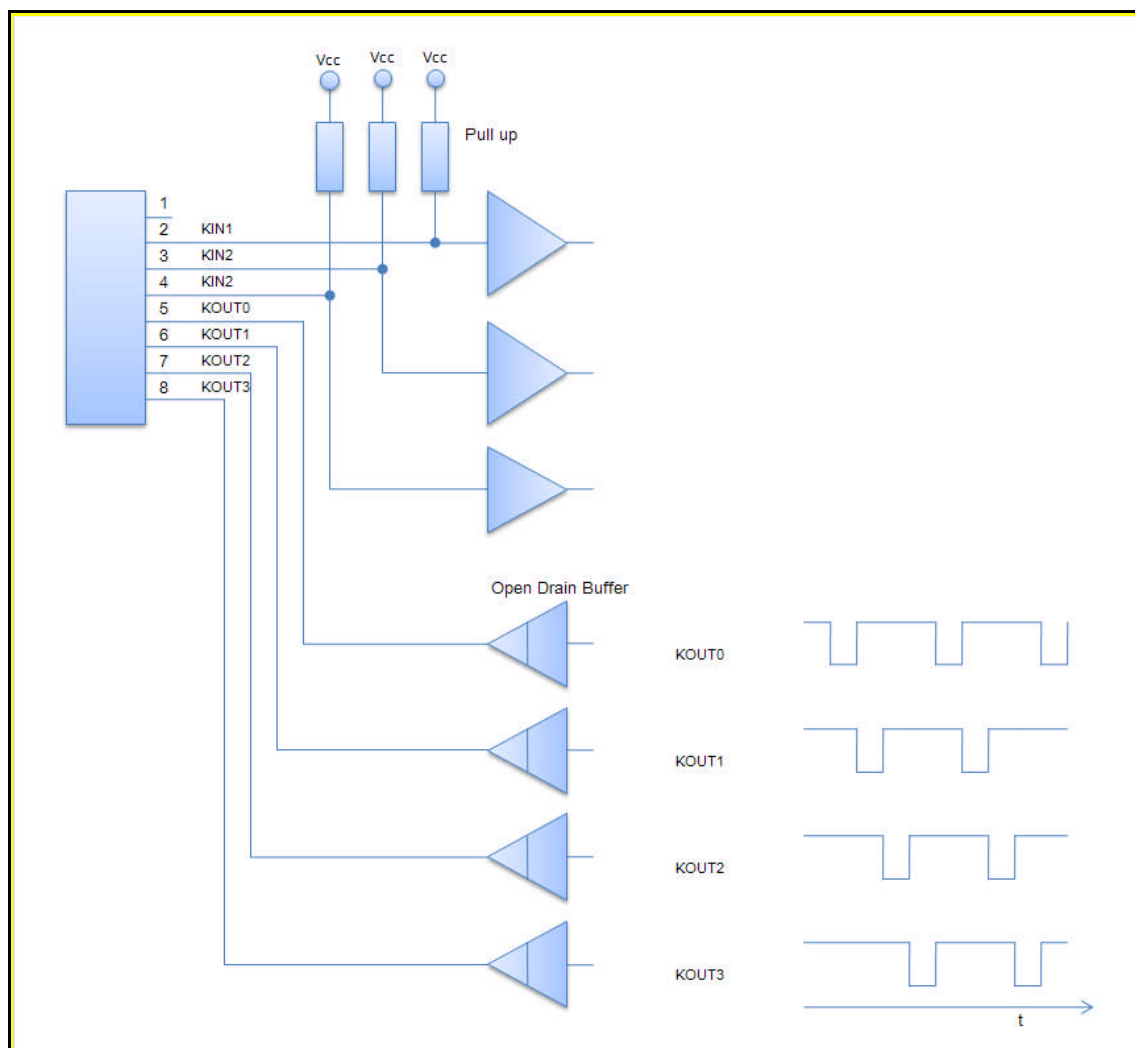 Vcc Vcc Vcc
Pull up
1
2 KIN1
3 KIN2
4 KIN2
5 KOUT0
6 KOUT1
7 KOUT2
8 KOUT3
Open Drain Buffer
KOUT0
KOUT1
KOUT2
KOUT3
t